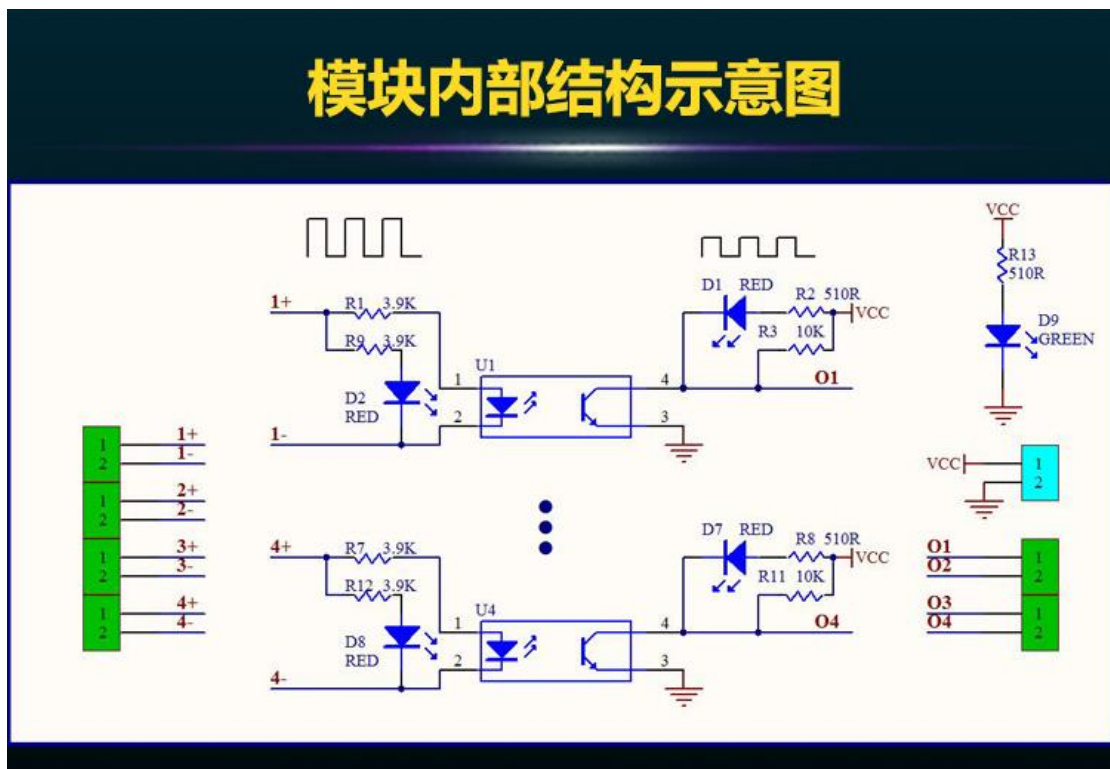 模块内部结构示意图
1+
R1 3.9K
R9 3.9K
D2
RED
1-
U1
1
2
4
3
D1 RED
R2 510R
VCC
R3 10K
O1
VCC
R13
510R
D9
GREEN
1
2
1+
1-
1
2
2+
2-
1
2
3+
3-
1
2
4+
4-
4+
R7 3.9K
R12 3.9K
D8
RED
4-
U4
1
2
4
3
D7 RED
R8 510R
VCC
R11 10K
O4
VCC
1
2
O1
O2
1
2
O3
O4
1
2